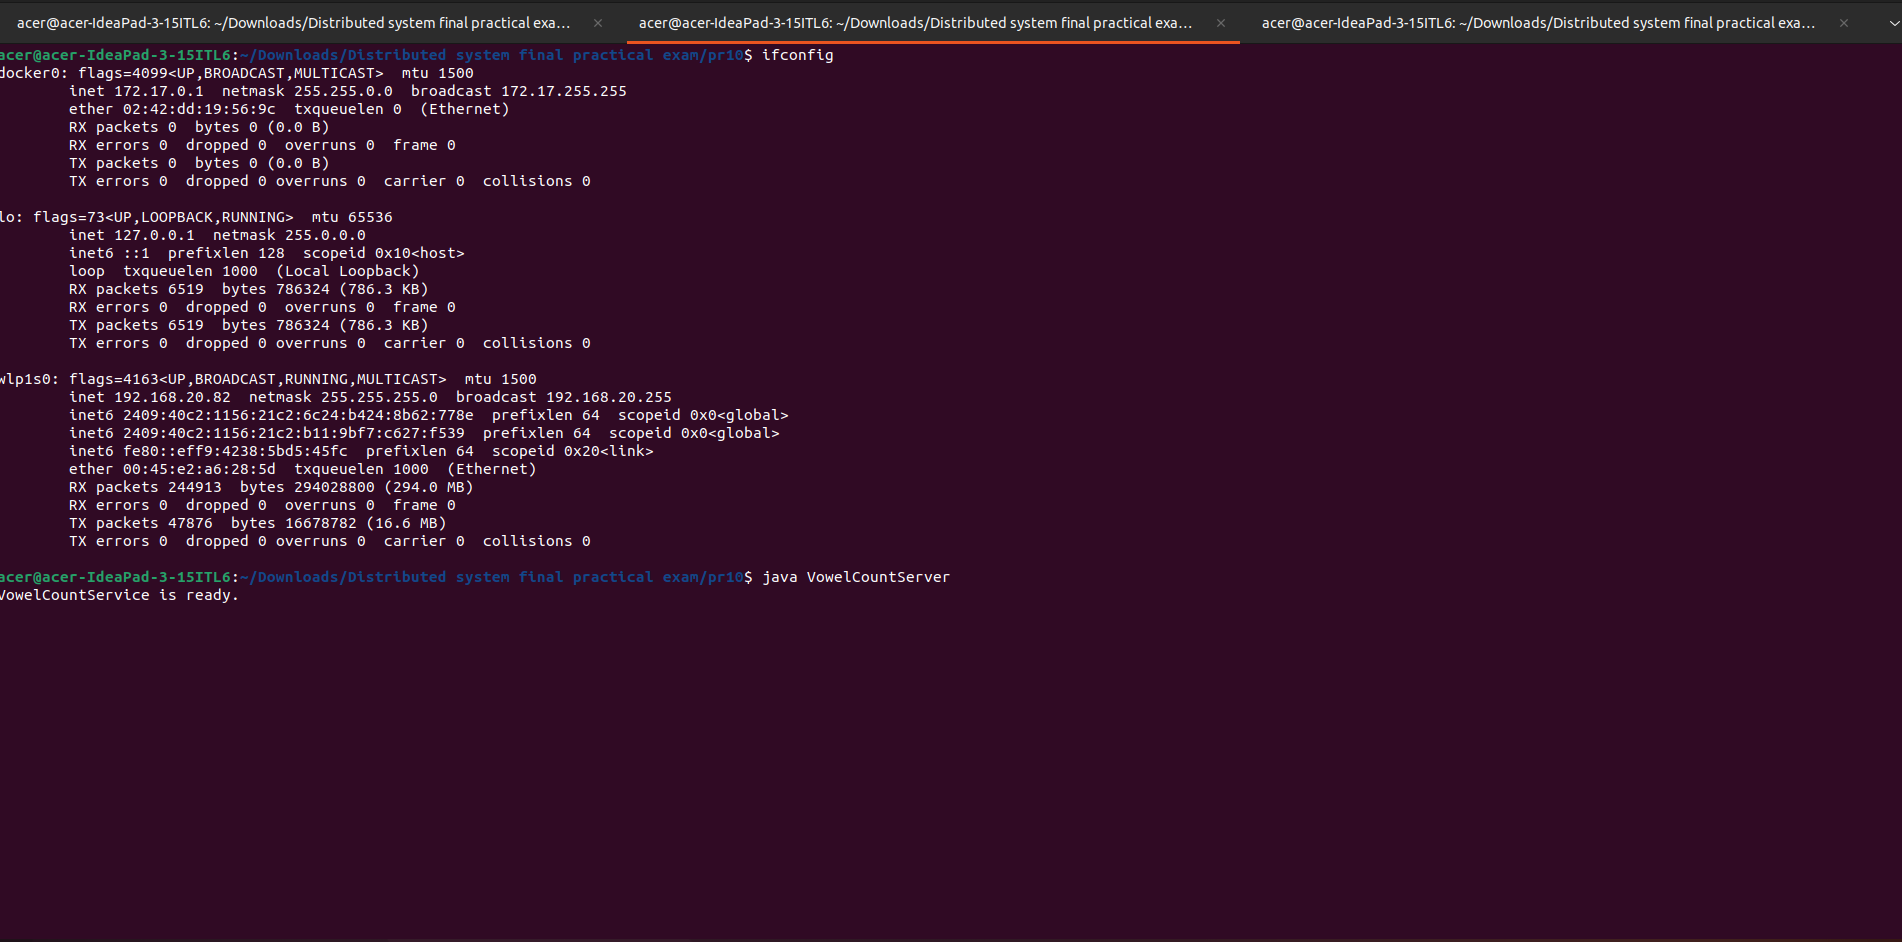 acer@acer-IdeaPad-3-15ITL6: ~/Downloads/Distributed system final practical exa... × acer@acer-IdeaPad-3-15ITL6: ~/Downloads/Distributed system final practical exa... × acer@acer-IdeaPad-3-15ITL6: ~/Downloads/Distributed system final practical exa... ×
acer@acer-IdeaPad-3-15ITL6:~/Downloads/Distributed system final practical exam/pr10$ ifconfig
docker0: flags=4099<UP,BROADCAST,MULTICAST>  mtu 1500
        inet 172.17.0.1  netmask 255.255.0.0  broadcast 172.17.255.255
        ether 02:42:dd:19:56:9c  txqueuelen 0  (Ethernet)
        RX packets 0  bytes 0 (0.0 B)
        RX errors 0  dropped 0  overruns 0  frame 0
        TX packets 0  bytes 0 (0.0 B)
        TX errors 0  dropped 0 overruns 0  carrier 0  collisions 0

lo: flags=73<UP,LOOPBACK,RUNNING>  mtu 65536
        inet 127.0.0.1  netmask 255.0.0.0
        inet6 ::1  prefixlen 128  scopeid 0x10<host>
        loop  txqueuelen 1000  (Local Loopback)
        RX packets 6519  bytes 786324 (786.3 KB)
        RX errors 0  dropped 0  overruns 0  frame 0
        TX packets 6519  bytes 786324 (786.3 KB)
        TX errors 0  dropped 0 overruns 0  carrier 0  collisions 0

wlp1s0: flags=4163<UP,BROADCAST,RUNNING,MULTICAST>  mtu 1500
        inet 192.168.20.82  netmask 255.255.255.0  broadcast 192.168.20.255
        inet6 2409:40c2:1156:21c2:6c24:b424:8b62:778e  prefixlen 64  scopeid 0x0<global>
        inet6 2409:40c2:1156:21c2:b11:9bf7:c627:f539  prefixlen 64  scopeid 0x0<global>
        inet6 fe80::eff9:4238:5bd5:45fc  prefixlen 64  scopeid 0x20<link>
        ether 00:45:e2:a6:28:5d  txqueuelen 1000  (Ethernet)
        RX packets 244913  bytes 294028800 (294.0 MB)
        RX errors 0  dropped 0  overruns 0  frame 0
        TX packets 47876  bytes 16678782 (16.6 MB)
        TX errors 0  dropped 0 overruns 0  carrier 0  collisions 0

acer@acer-IdeaPad-3-15ITL6:~/Downloads/Distributed system final practical exam/pr10$ java VowelCountServer
VowelCountService is ready.